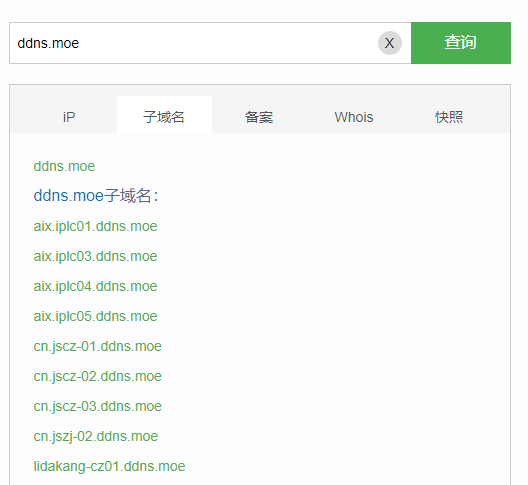 ddns.moe X 查询
iP 子域名 备案 Whois 快照
ddns.moe
ddns.moe子域名：
aix.iplc01.ddns.moe
aix.iplc03.ddns.moe
aix.iplc04.ddns.moe
aix.iplc05.ddns.moe
cn.jscz-01.ddns.moe
cn.jscz-02.ddns.moe
cn.jscz-03.ddns.moe
cn.jszj-02.ddns.moe
lidakang-cz01.ddns.moe